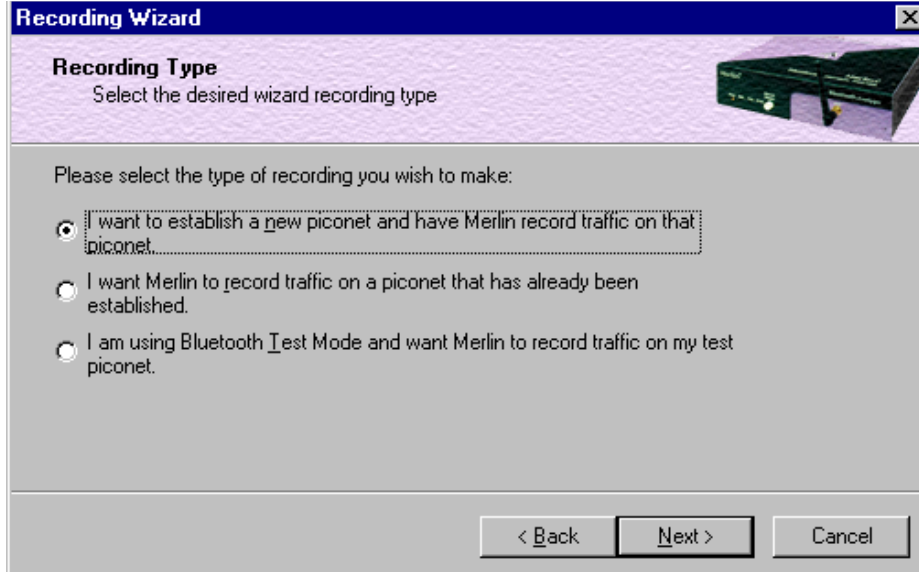 Recording Wizard
Recording Type
Select the desired wizard recording type
Please select the type of recording you wish to make:
I want to establish a new piconet and have Merlin record traffic on that
piconet.
I want Merlin to record traffic on a piconet that has already been
established.
I am using Bluetooth Test Mode and want Merlin to record traffic on my test
piconet.
< Back Next > Cancel